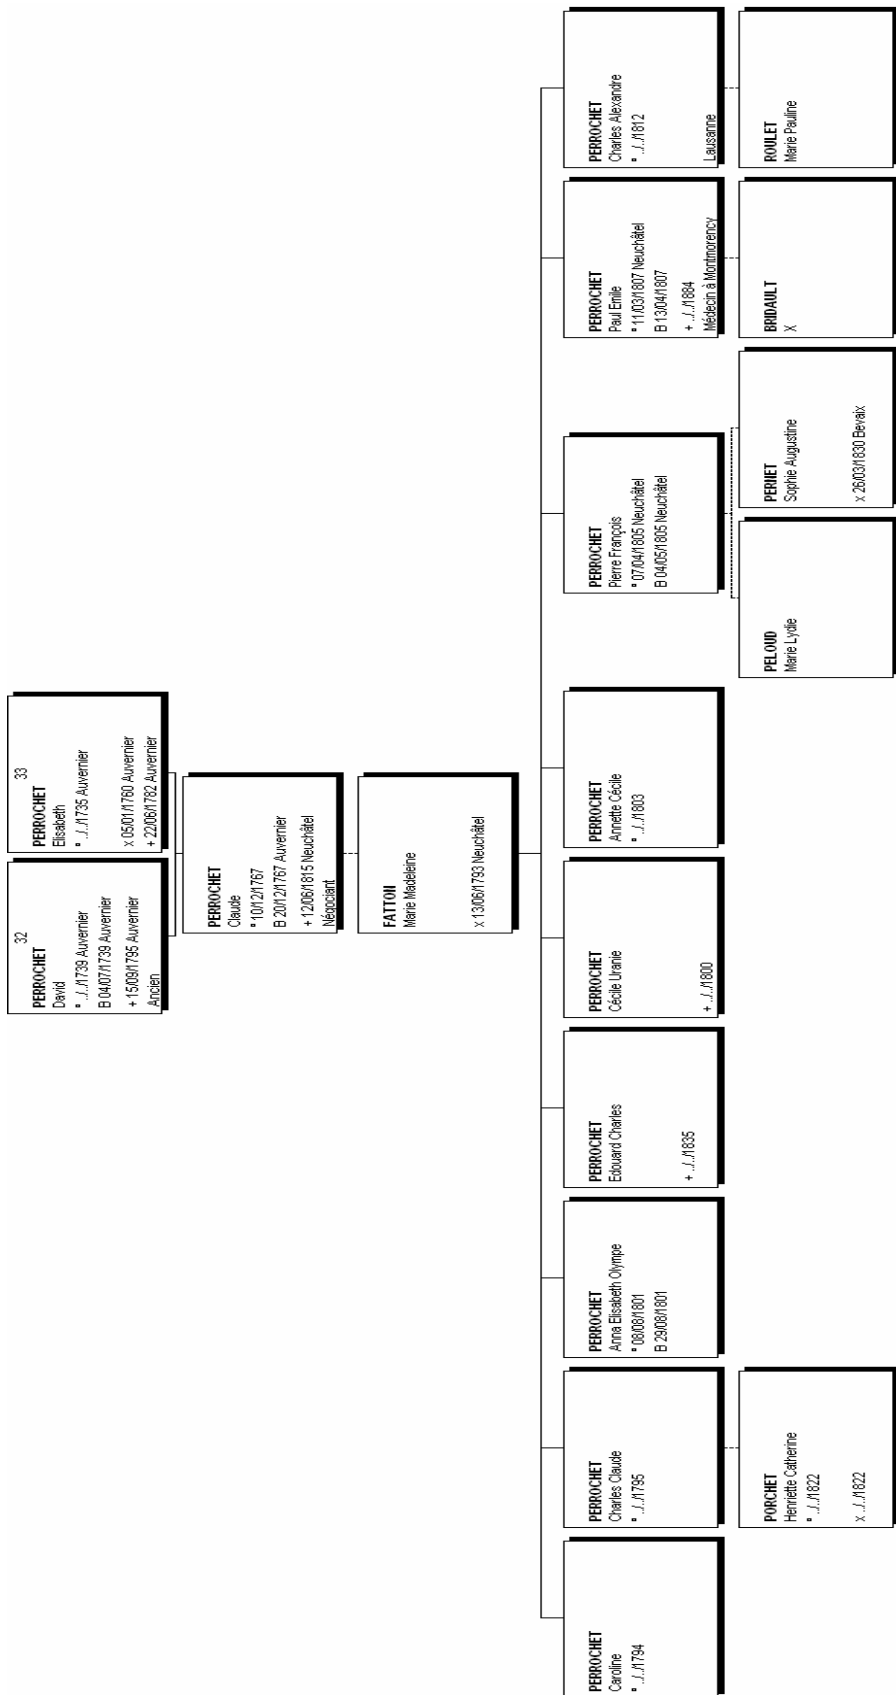 32
PERROCHET
David
° ../../1739 Auvernier
B 04/07/1739 Auvernier
+ 15/09/1795 Auvernier
Ancien
33
PERROCHET
Elisabeth
° ../../1735 Auvernier
x 05/01/1760 Auvernier
+ 22/06/1782 Auvernier
PERROCHET
Claude
° 10/12/1767
B 20/12/1767 Auvernier
+ 12/06/1815 Neuchâtel
Négociant
FATTON
Marie Madeleine
x 13/06/1793 Neuchâtel
PERROCHET
Caroline
° ../../1794
PERROCHET
Charles Claude
° ../../1795
PERROCHET
Anna Elisabeth Olympe
° 08/08/1801
B 29/08/1801
PERROCHET
Edouard Charles
+ ../../1835
PERROCHET
Cécile Uranie
+ ../../1800
PERROCHET
Annette Cécile
° ../../1803
PERROCHET
Pierre François
° 07/04/1805 Neuchâtel
B 04/05/1805 Neuchâtel
PERROCHET
Paul Emile
° 11/03/1807 Neuchâtel
B 13/04/1807
+ ../../1884
Médecin à Montmorency
PERROCHET
Charles Alexandre
° ../../1812
Lausanne
PORCHET
Henriette Catherine
° ../../1822
x ../../1822
PELOUD
Marie Lydie
PERNET
Sophie Augustine
x 26/03/1830 Bevaix
BRIDAULT
X
ROULET
Marie Pauline